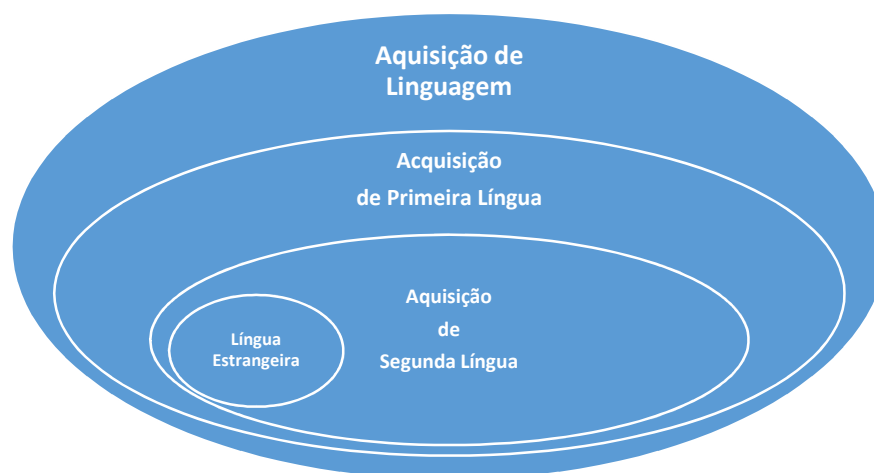 Aquisição de
Linguagem
Acquisição
de Primeira Língua
Aquisição
de
Segunda Língua
Língua
Estrangeira